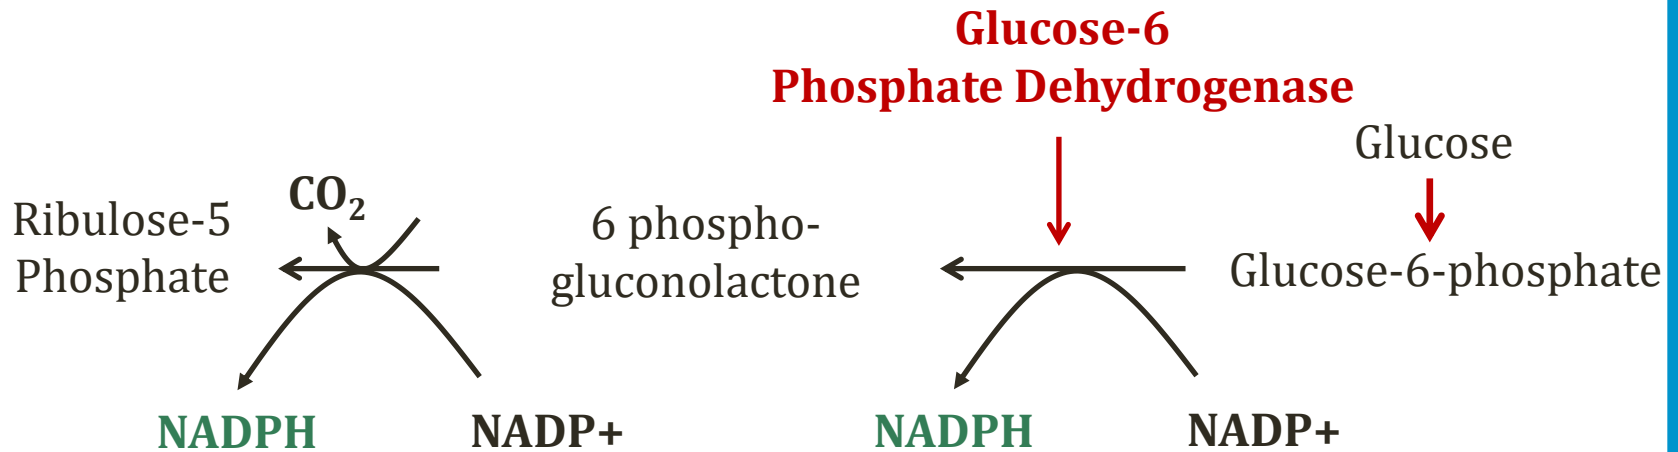 Glucose-6
Phosphate Dehydrogenase
Glucose
CO₂
Ribulose-5
Phosphate
6 phospho-
gluconolactone
Glucose-6-phosphate
NADPH
NADP+
NADPH
NADP+